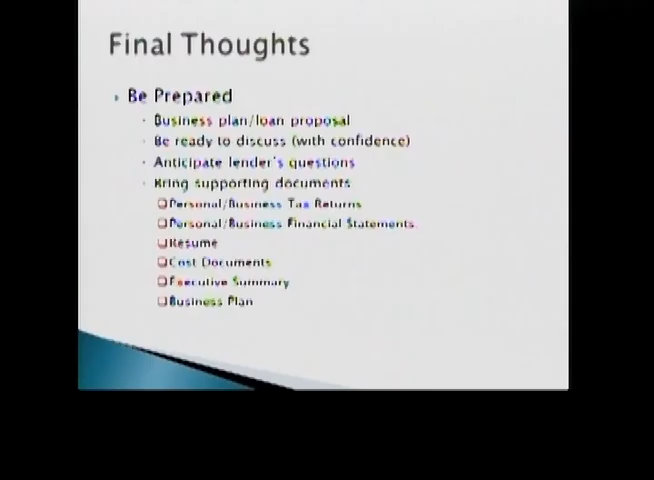 Final Thoughts
Be Prepared
Business plan/loan proposal
Be ready to discuss (with confidence)
Anticipate lender's questions
Bring supporting documents
Personal/Business Tax Returns
Personal/Business Financial Statements
Resume
Cost Documents
Executive Summary
Business Plan